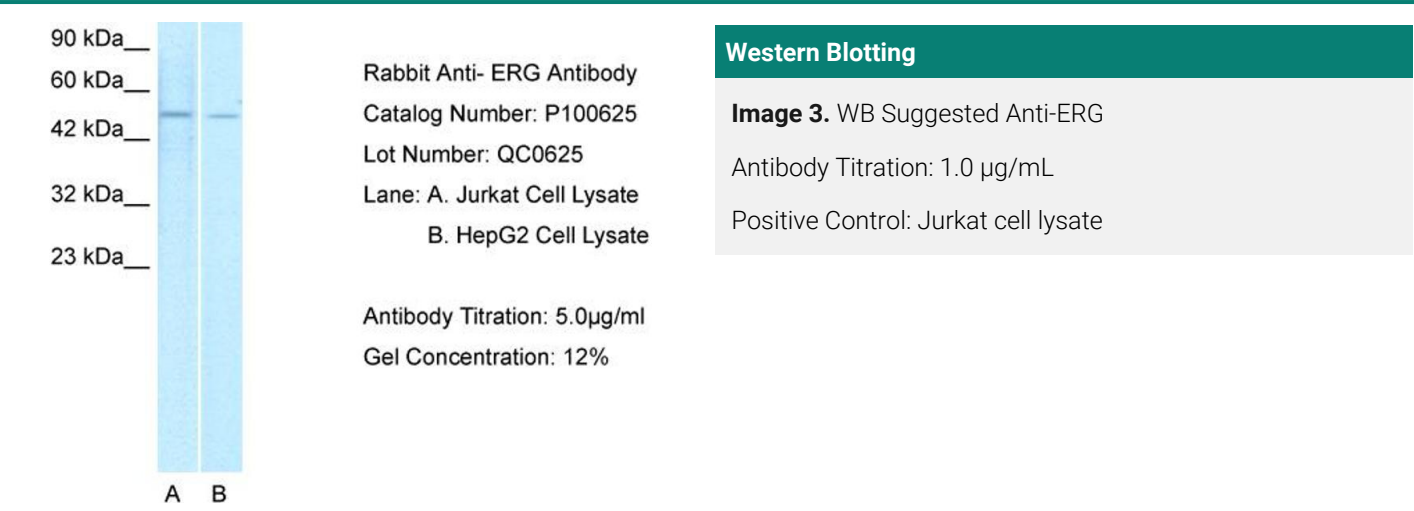 90 kDa__
60 kDa__
42 kDa__
32 kDa__
23 kDa__
A B
Rabbit Anti- ERG Antibody
Catalog Number: P100625
Lot Number: QC0625
Lane: A. Jurkat Cell Lysate
B. HepG2 Cell Lysate
Antibody Titration: 5.0µg/ml
Gel Concentration: 12%
Western Blotting
Image 3. WB Suggested Anti-ERG
Antibody Titration: 1.0 µg/mL
Positive Control: Jurkat cell lysate